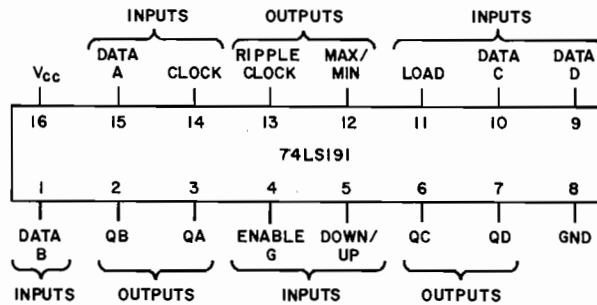 INPUTS OUTPUTS INPUTS
DATA A CLOCK RIPPLE CLOCK MAX/ MIN LOAD DATA C DATA D
VCC
16 15 14 13 12 11 10 9
74LS191
1 2 3 4 5 6 7 8
DATA B QB QA ENABLE G DOWN/ UP QC QD GND
INPUTS OUTPUTS INPUTS OUTPUTS